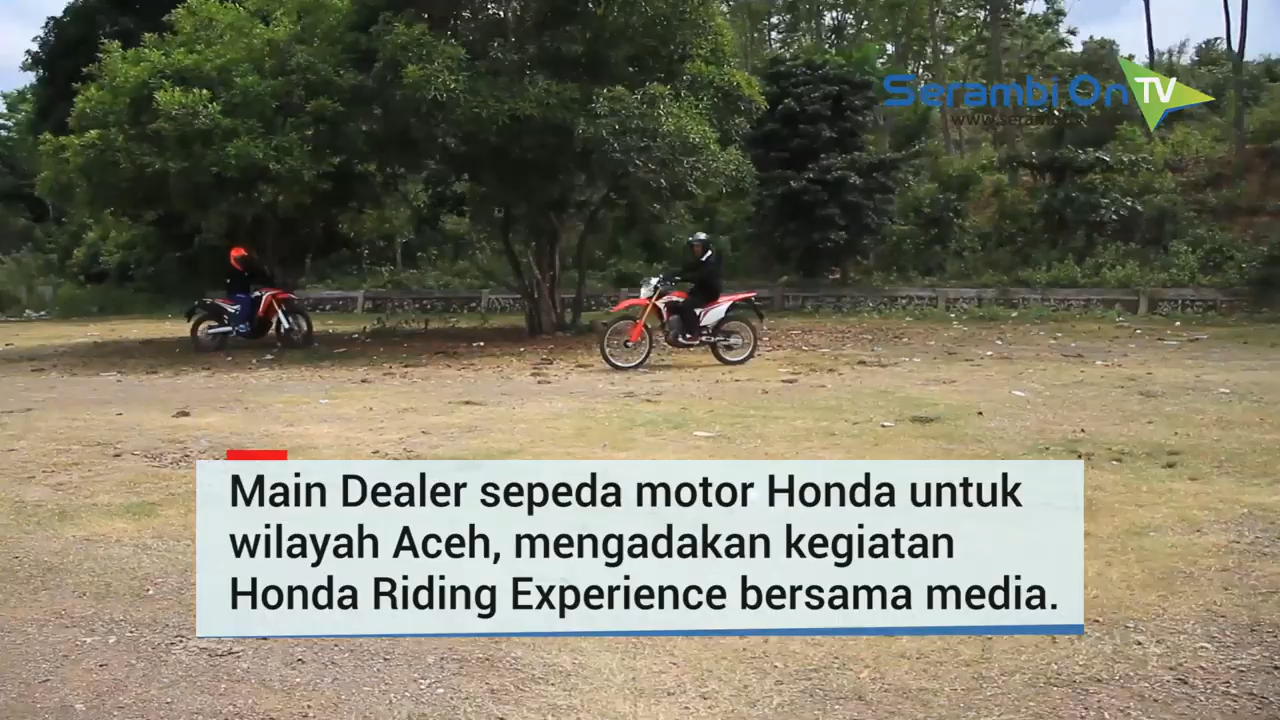 Serambi On TV
Main Dealer sepeda motor Honda untuk
wilayah Aceh, mengadakan kegiatan
Honda Riding Experience bersama media.